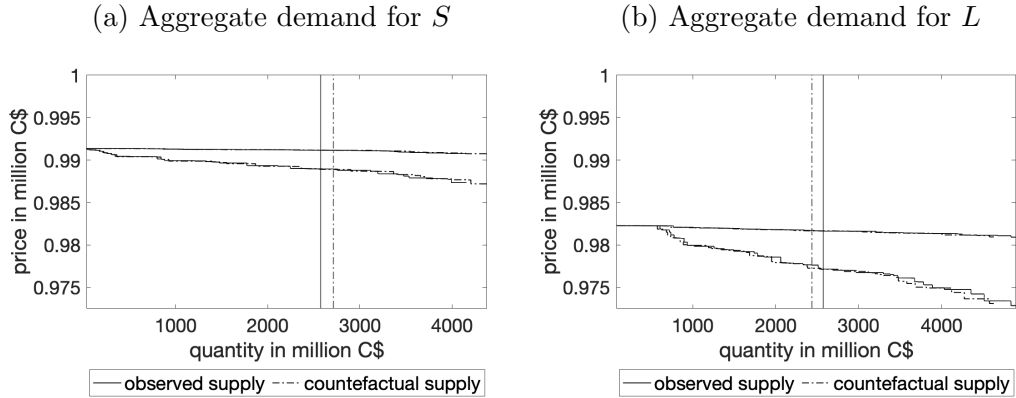 (a) Aggregate demand for S
(b) Aggregate demand for L
price in million C$
1
0.995
0.99
0.985
0.98
0.975
1000 2000 3000 4000
quantity in million C$
observed supply countefactual supply
price in million C$
1
0.995
0.99
0.985
0.98
0.975
1000 2000 3000 4000
quantity in million C$
observed supply countefactual supply